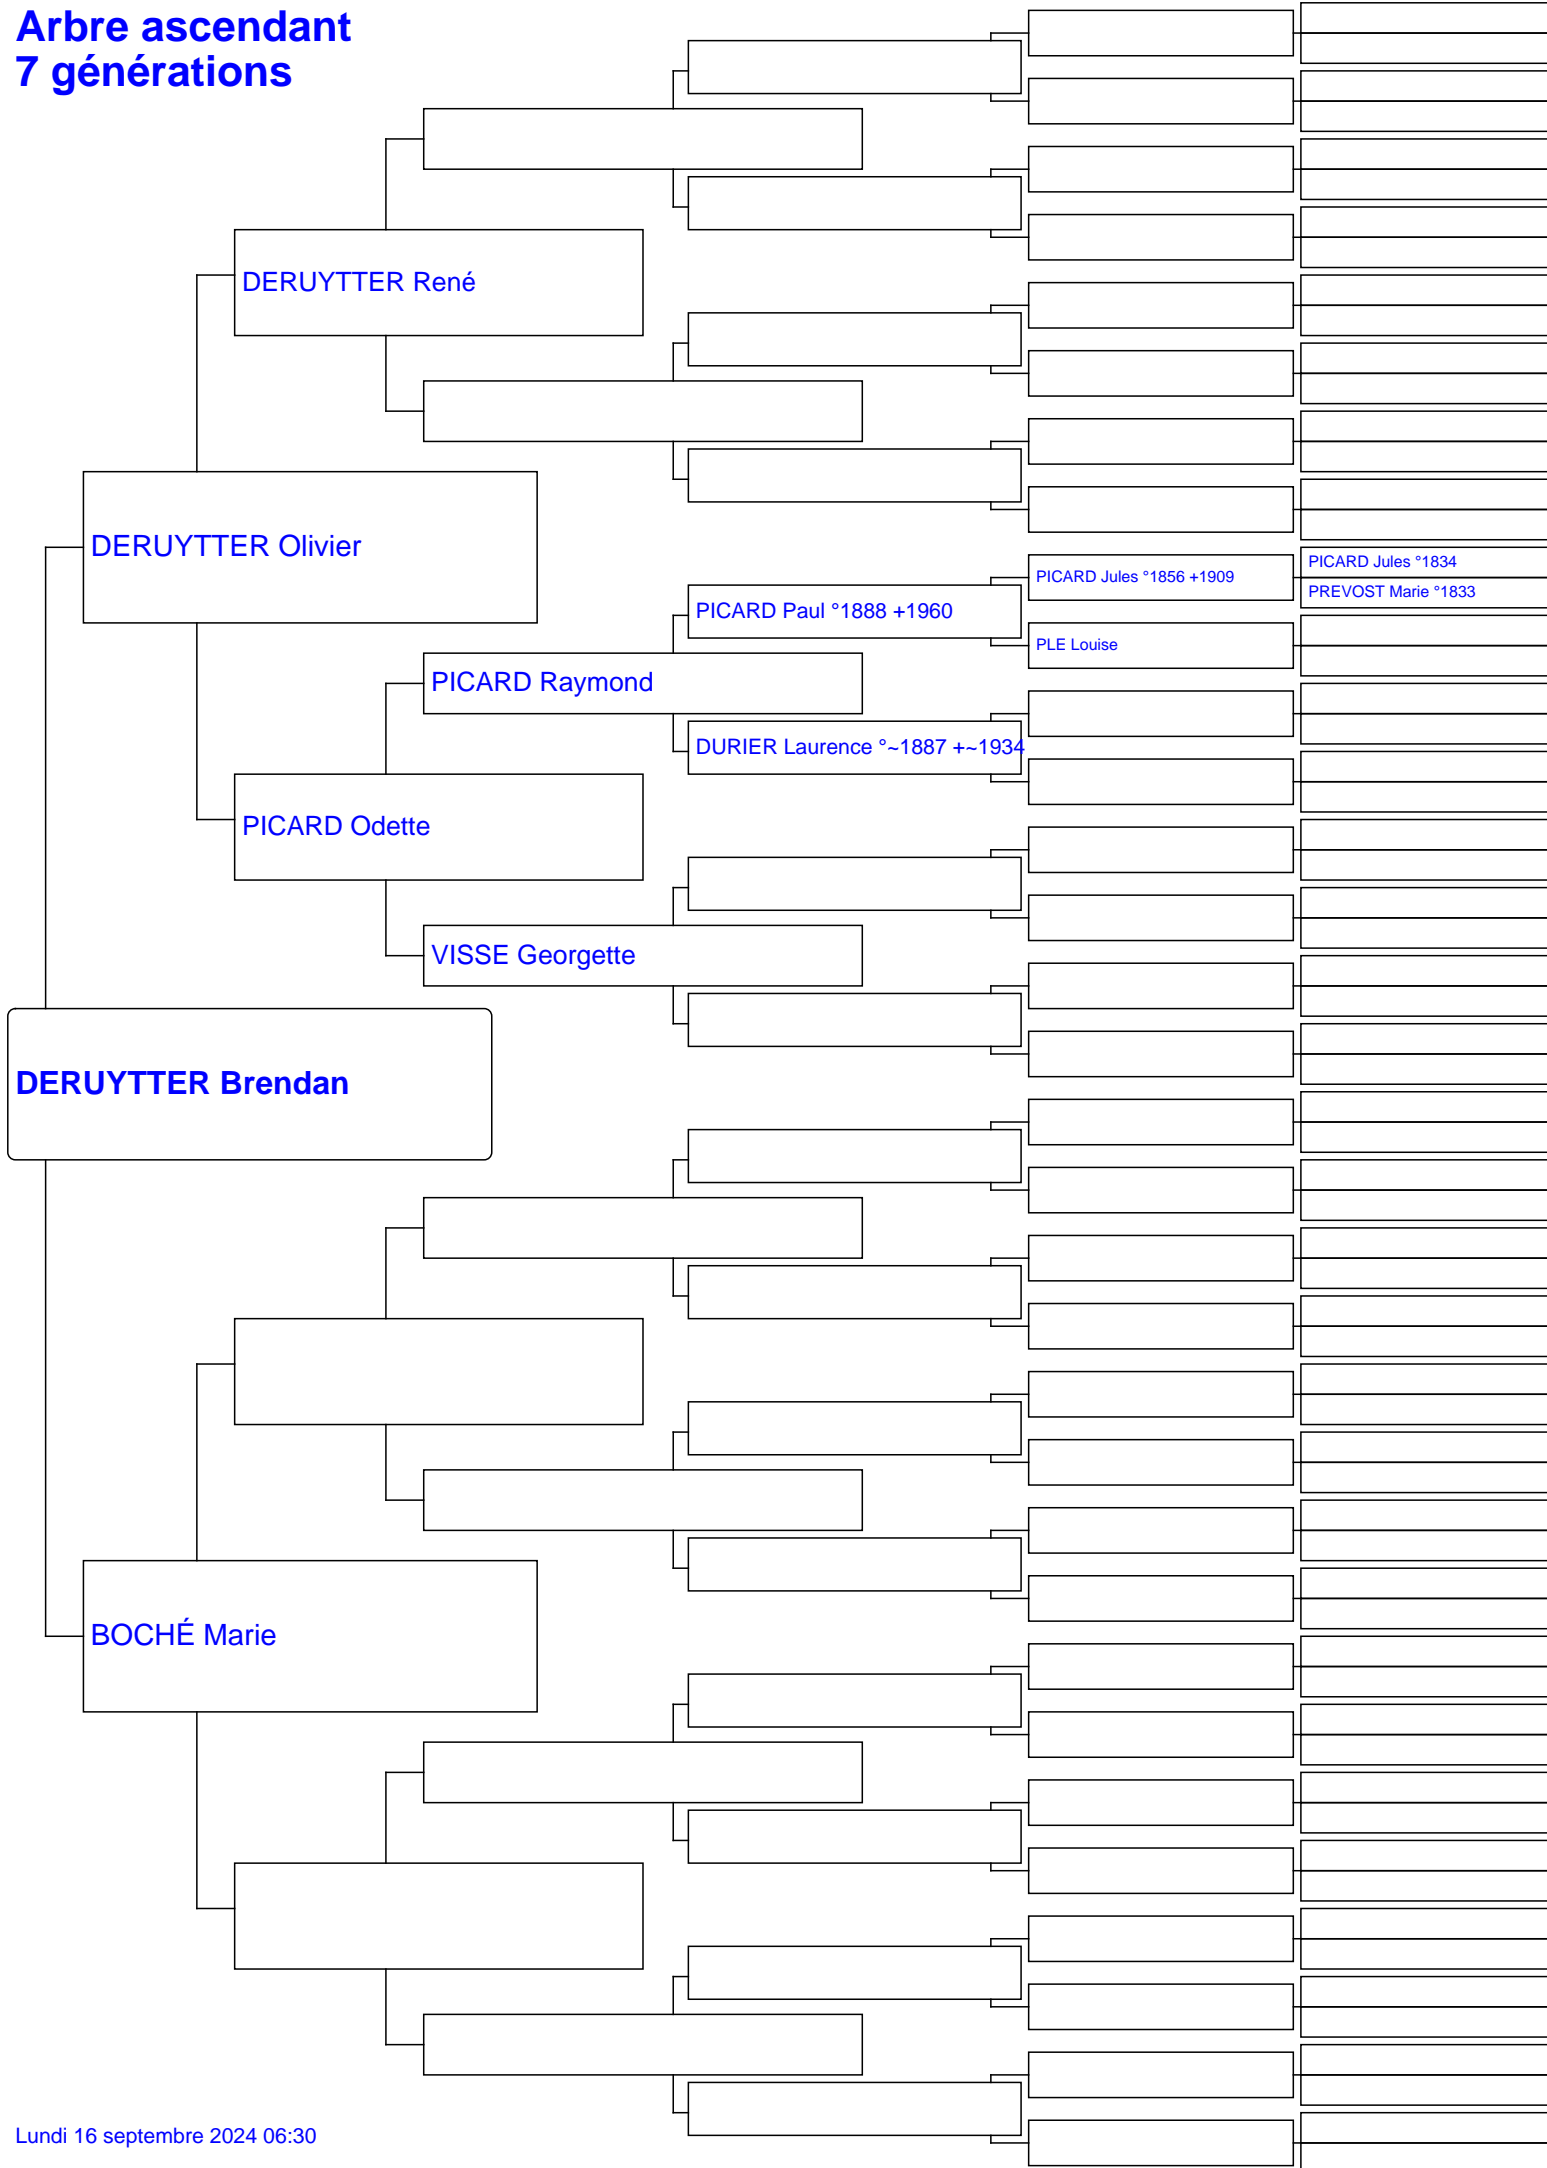 Arbre ascendant
7 générations
DERUYTTER René
DERUYTTER Olivier
PICARD Jules °1834
PICARD Jules °1856 +1909
PREVOST Marie °1833
PICARD Paul °1888 +1960
PLE Louise
PICARD Raymond
DURIER Laurence °~1887 +~1934
PICARD Odette
VISSE Georgette
DERUYTTER Brendan
BOCHÉ Marie
Lundi 16 septembre 2024 06:30